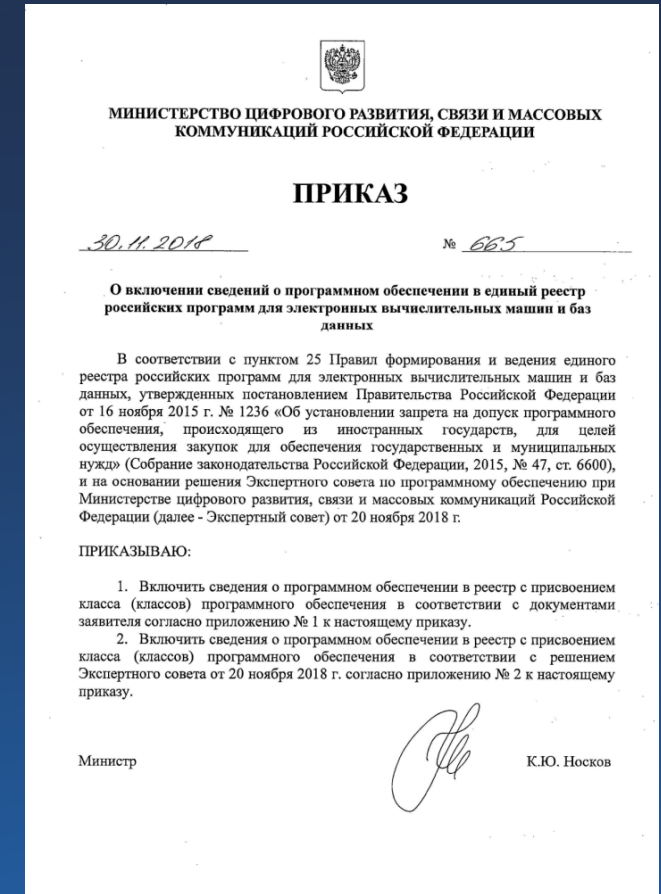 МИНИСТЕРСТВО ЦИФРОВОГО РАЗВИТИЯ, СВЯЗИ И МАССОВЫХ
КОММУНИКАЦИЙ РОССИЙСКОЙ ФЕДЕРАЦИИ
ПРИКАЗ
30.11.2018 № 665
О включении сведений о программном обеспечении в единый реестр
российских программ для электронных вычислительных машин и баз
данных
В соответствии с пунктом 25 Правил формирования и ведения единого
реестра российских программ для электронных вычислительных машин и баз
данных, утвержденных постановлением Правительства Российской Федерации
от 16 ноября 2015 г. № 1236 «Об установлении запрета на допуск программного
обеспечения, происходящего из иностранных государств, для целей
осуществления закупок для обеспечения государственных и муниципальных
нужд» (Собрание законодательства Российской Федерации, 2015, № 47, ст. 6600),
и на основании решения Экспертного совета по программному обеспечению при
Министерстве цифрового развития, связи и массовых коммуникаций Российской
Федерации (далее - Экспертный совет) от 20 ноября 2018 г.
ПРИКАЗЫВАЮ:
1. Включить сведения о программном обеспечении в реестр с присвоением
класса (классов) программного обеспечения в соответствии с документами
заявителя согласно приложению № 1 к настоящему приказу.
2. Включить сведения о программном обеспечении в реестр с присвоением
класса (классов) программного обеспечения в соответствии с решением
Экспертного совета от 20 ноября 2018 г. согласно приложению № 2 к настоящему
приказу.
Министр К.Ю. Носков